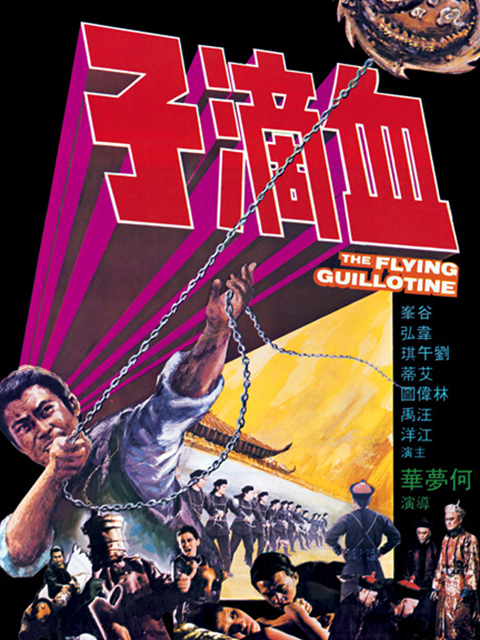 血滴子
THE FLYING
GUILLOTINE
谷峯
韋弘
劉午琪
艾蒂
林偉圖
汪禹
江洋
主演
何夢華
導演